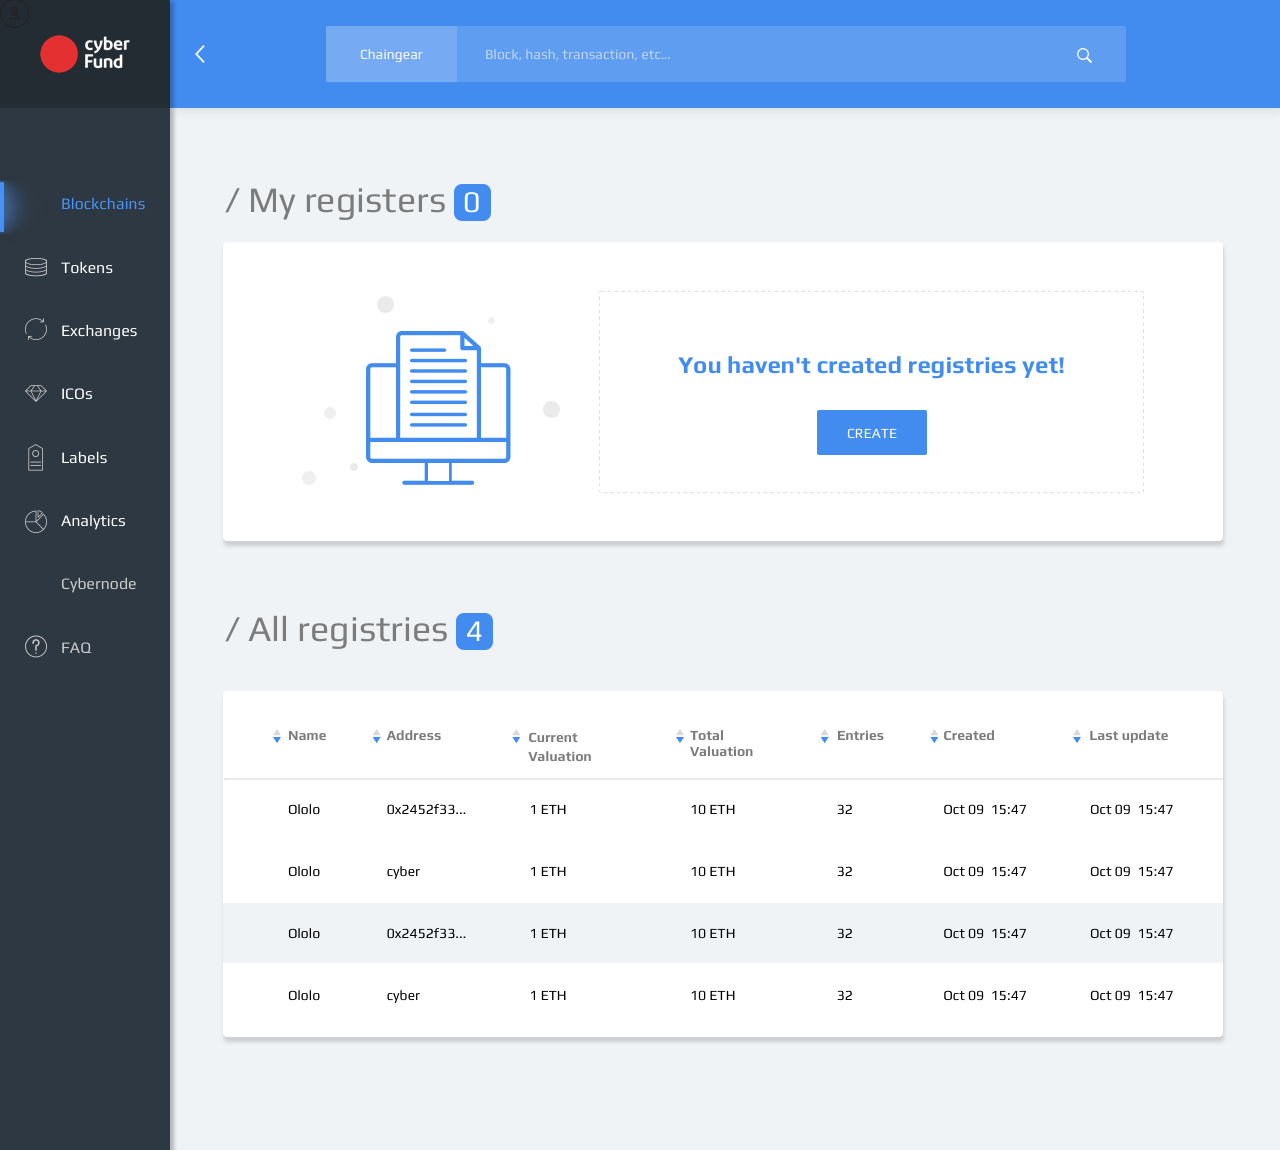 cyber
Fund
Chaingear
Block, hash, transaction, etc...
Blockchains
Tokens
Exchanges
ICOs
Labels
Analytics
Cybernode
FAQ
/ My registers 0
You haven't created registries yet!
CREATE
/ All registries 4
Name Address Current Valuation Total Valuation Entries Created Last update
Ololo 0x2452f33... 1 ETH 10 ETH 32 Oct 09 15:47 Oct 09 15:47
Ololo cyber 1 ETH 10 ETH 32 Oct 09 15:47 Oct 09 15:47
Ololo 0x2452f33... 1 ETH 10 ETH 32 Oct 09 15:47 Oct 09 15:47
Ololo cyber 1 ETH 10 ETH 32 Oct 09 15:47 Oct 09 15:47